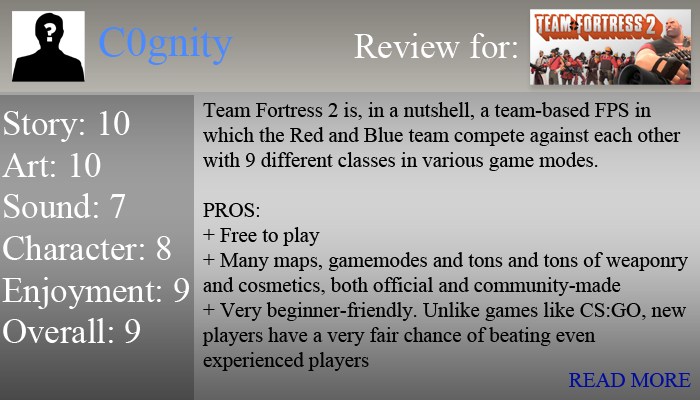 ?
C0gnity
Review for:
TEAM FORTRESS 2
Story: 10
Art: 10
Sound: 7
Character: 8
Enjoyment: 9
Overall: 9
Team Fortress 2 is, in a nutshell, a team-based FPS in
which the Red and Blue team compete against each other
with 9 different classes in various game modes.
PROS:
+ Free to play
+ Many maps, gamemodes and tons and tons of weaponry
and cosmetics, both official and community-made
+ Very beginner-friendly. Unlike games like CS:GO, new
players have a very fair chance of beating even
experienced players
READ MORE